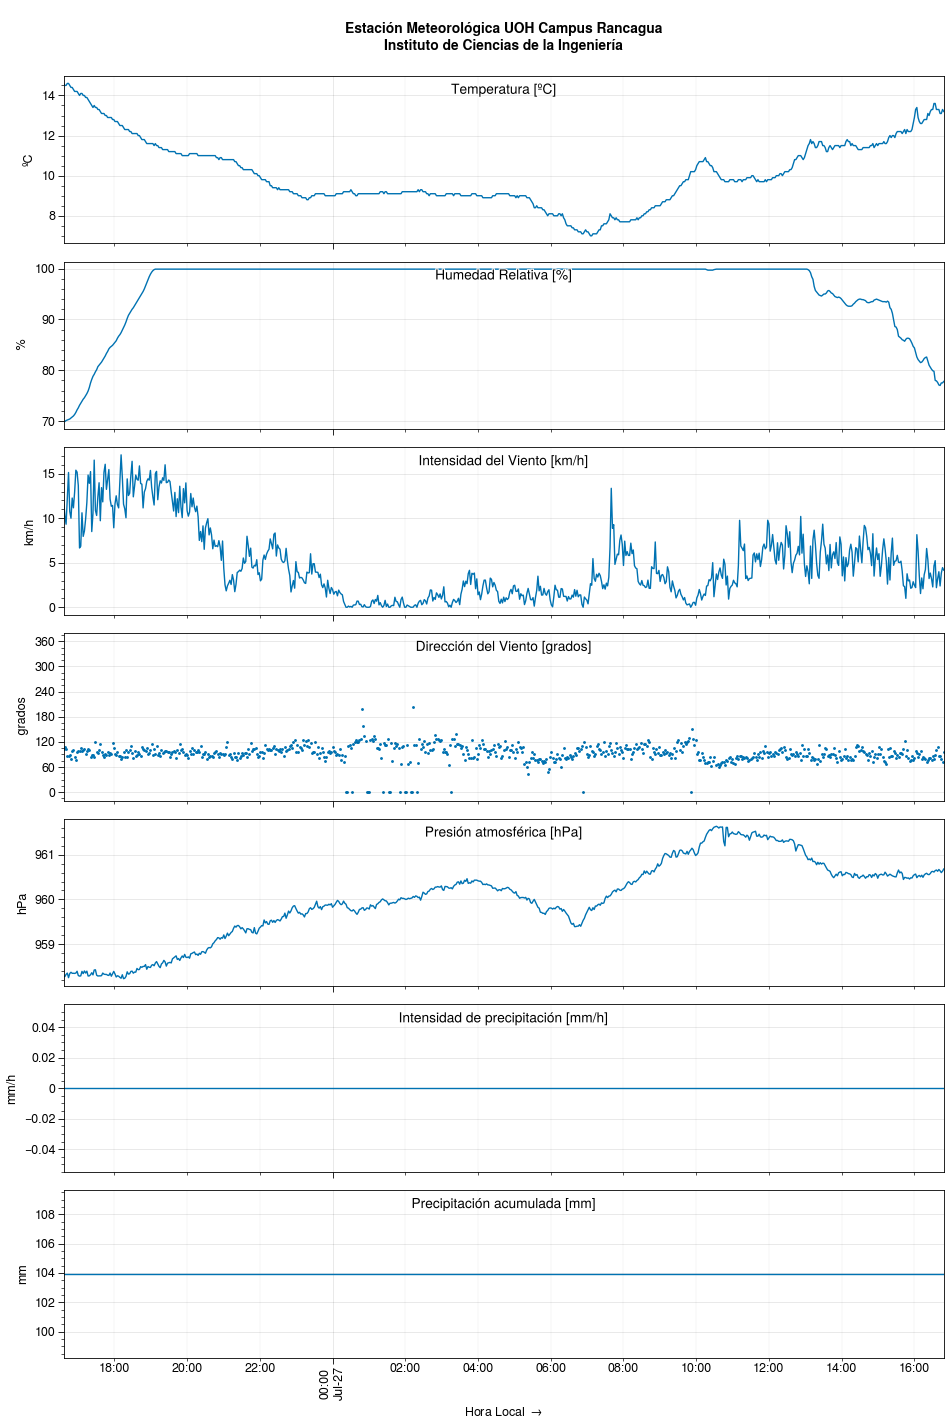 Estación Meteorológica UOH Campus Rancagua
Instituto de Ciencias de la Ingeniería
Temperatura [ºC]
14
12
10
8
ºC
Humedad Relativa [%]
100
90
80
70
%
Intensidad del Viento [km/h]
15
10
5
0
km/h
Dirección del Viento [grados]
360
300
240
180
120
60
0
grados
Presión atmosférica [hPa]
961
960
959
hPa
Intensidad de precipitación [mm/h]
0.04
0.02
0
−0.02
−0.04
mm/h
Precipitación acumulada [mm]
108
106
104
102
100
mm
18:00 20:00 22:00 00:00 02:00 04:00 06:00 08:00 10:00 12:00 14:00 16:00
Jul-27
Hora Local →